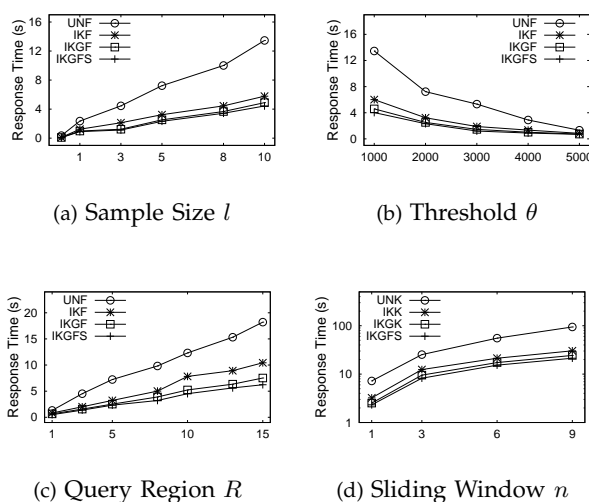 UNF
IKF
IKGF
IKGFS
Response Time (s)
16
12
8
4
0
1 3 5 8 10
(a) Sample Size l
UNF
IKF
IKGF
IKGFS
Response Time (s)
16
12
8
4
0
1000 2000 3000 4000 5000
(b) Threshold θ
UNF
IKF
IKGF
IKGFS
Response Time (s)
20
15
10
5
0
1 5 10 15
(c) Query Region R
UNK
IKK
IKGK
IKGFS
Response Time (s)
100
10
1
1 3 6 9
(d) Sliding Window n